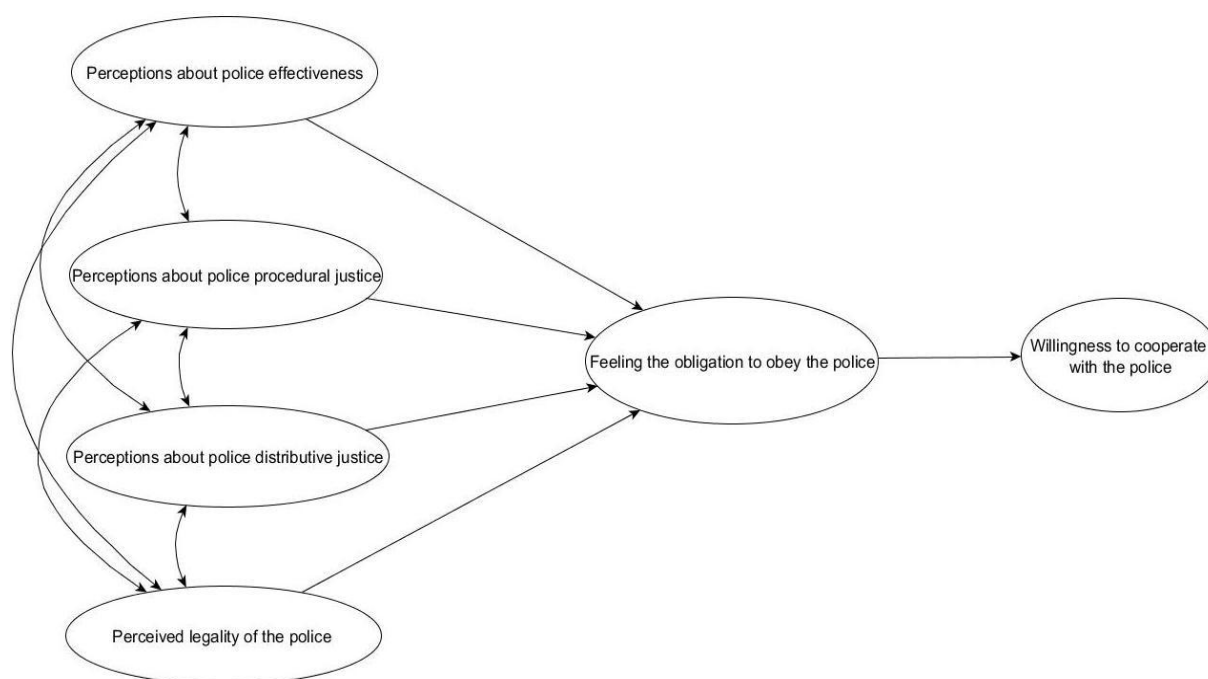 Perceptions about police effectiveness
Perceptions about police procedural justice
Perceptions about police distributive justice
Perceived legality of the police
Feeling the obligation to obey the police
Willingness to cooperate
with the police